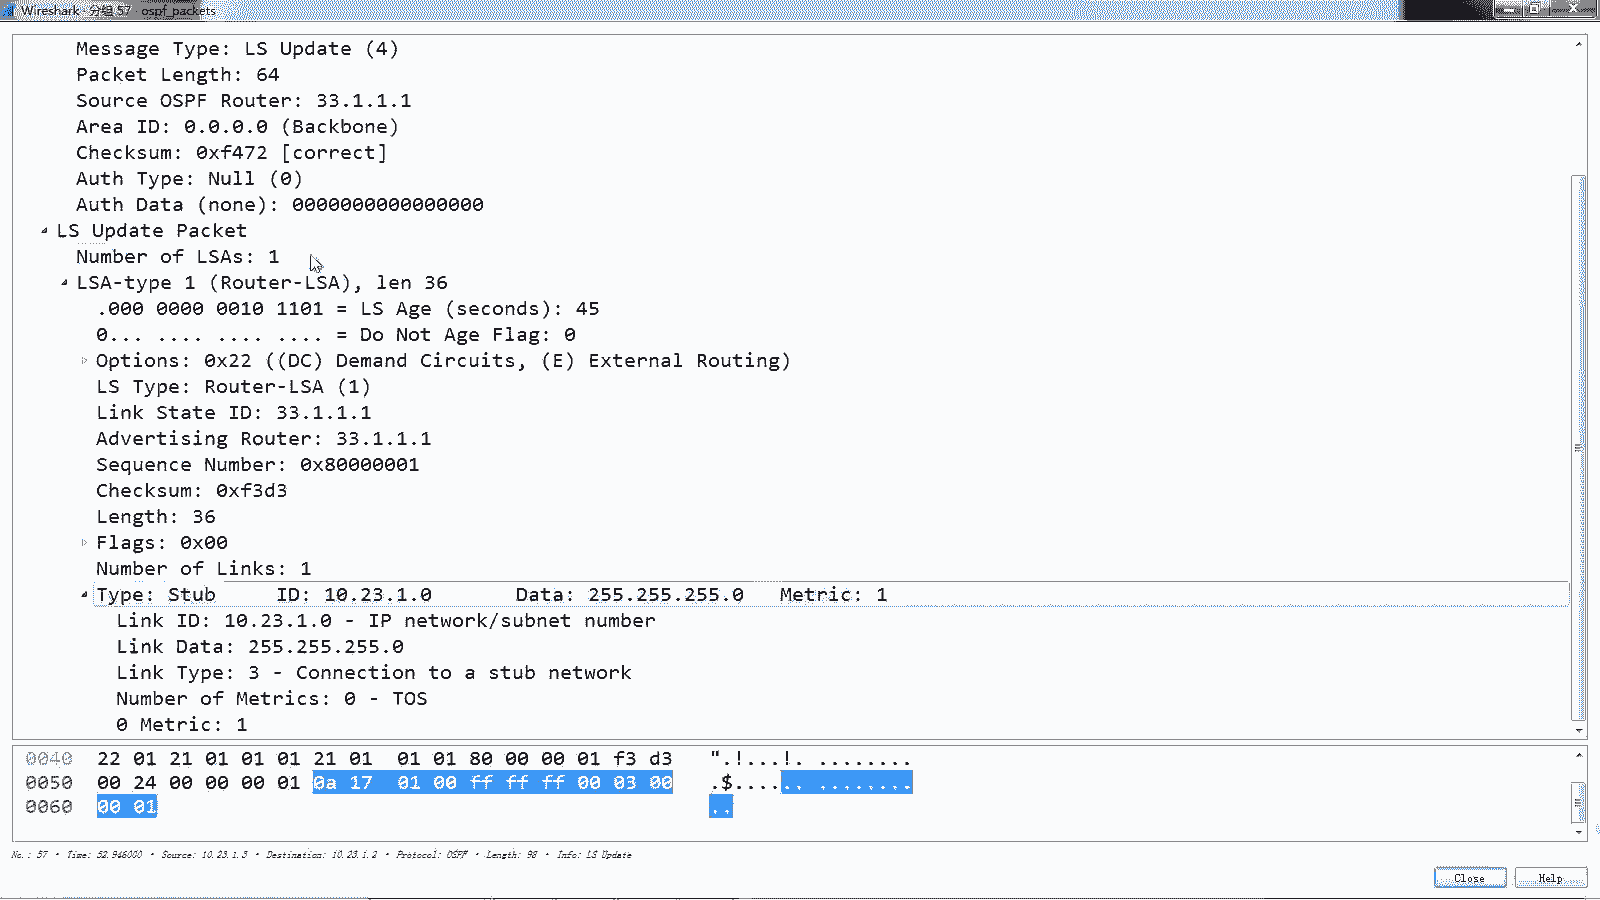 Wireshark · 分组 57 · ospf_packets
Message Type: LS Update (4)
Packet Length: 64
Source OSPF Router: 33.1.1.1
Area ID: 0.0.0.0 (Backbone)
Checksum: 0xf472 [correct]
Auth Type: Null (0)
Auth Data (none): 0000000000000000
LS Update Packet
Number of LSAs: 1
LSA-type 1 (Router-LSA), len 36
.000 0000 0010 1101 = LS Age (seconds): 45
0... .... .... .... = Do Not Age Flag: 0
Options: 0x22 ((DC) Demand Circuits, (E) External Routing)
LS Type: Router-LSA (1)
Link State ID: 33.1.1.1
Advertising Router: 33.1.1.1
Sequence Number: 0x80000001
Checksum: 0xf3d3
Length: 36
Flags: 0x00
Number of Links: 1
Type: Stub ID: 10.23.1.0 Data: 255.255.255.0 Metric: 1
Link ID: 10.23.1.0 - IP network/subnet number
Link Data: 255.255.255.0
Link Type: 3 - Connection to a stub network
Number of Metrics: 0 - TOS
0 Metric: 1
0040 22 01 21 01 01 01 21 01 01 01 80 00 00 01 f3 d3 ".!...!. ........
0050 00 24 00 00 00 01 0a 17 01 00 ff ff ff 00 03 00 .$...... ........
0060 00 01 ..
No.: 57 · Time: 52.946000 · Source: 10.23.1.3 · Destination: 10.23.1.2 · Protocol: OSPF · Length: 98 · Info: LS Update
Close Help